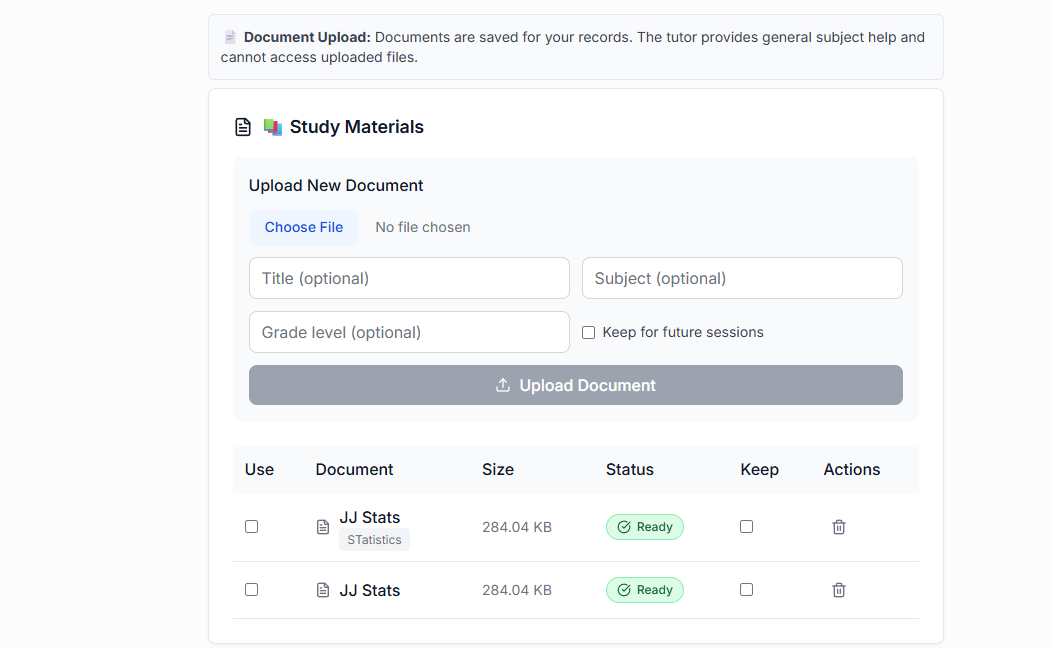 Document Upload: Documents are saved for your records. The tutor provides general subject help and
cannot access uploaded files.
Study Materials
Upload New Document
Choose File No file chosen
Title (optional) Subject (optional)
Grade level (optional) Keep for future sessions
Upload Document
Use Document Size Status Keep Actions
JJ Stats 284.04 KB Ready
STatistics
JJ Stats 284.04 KB Ready